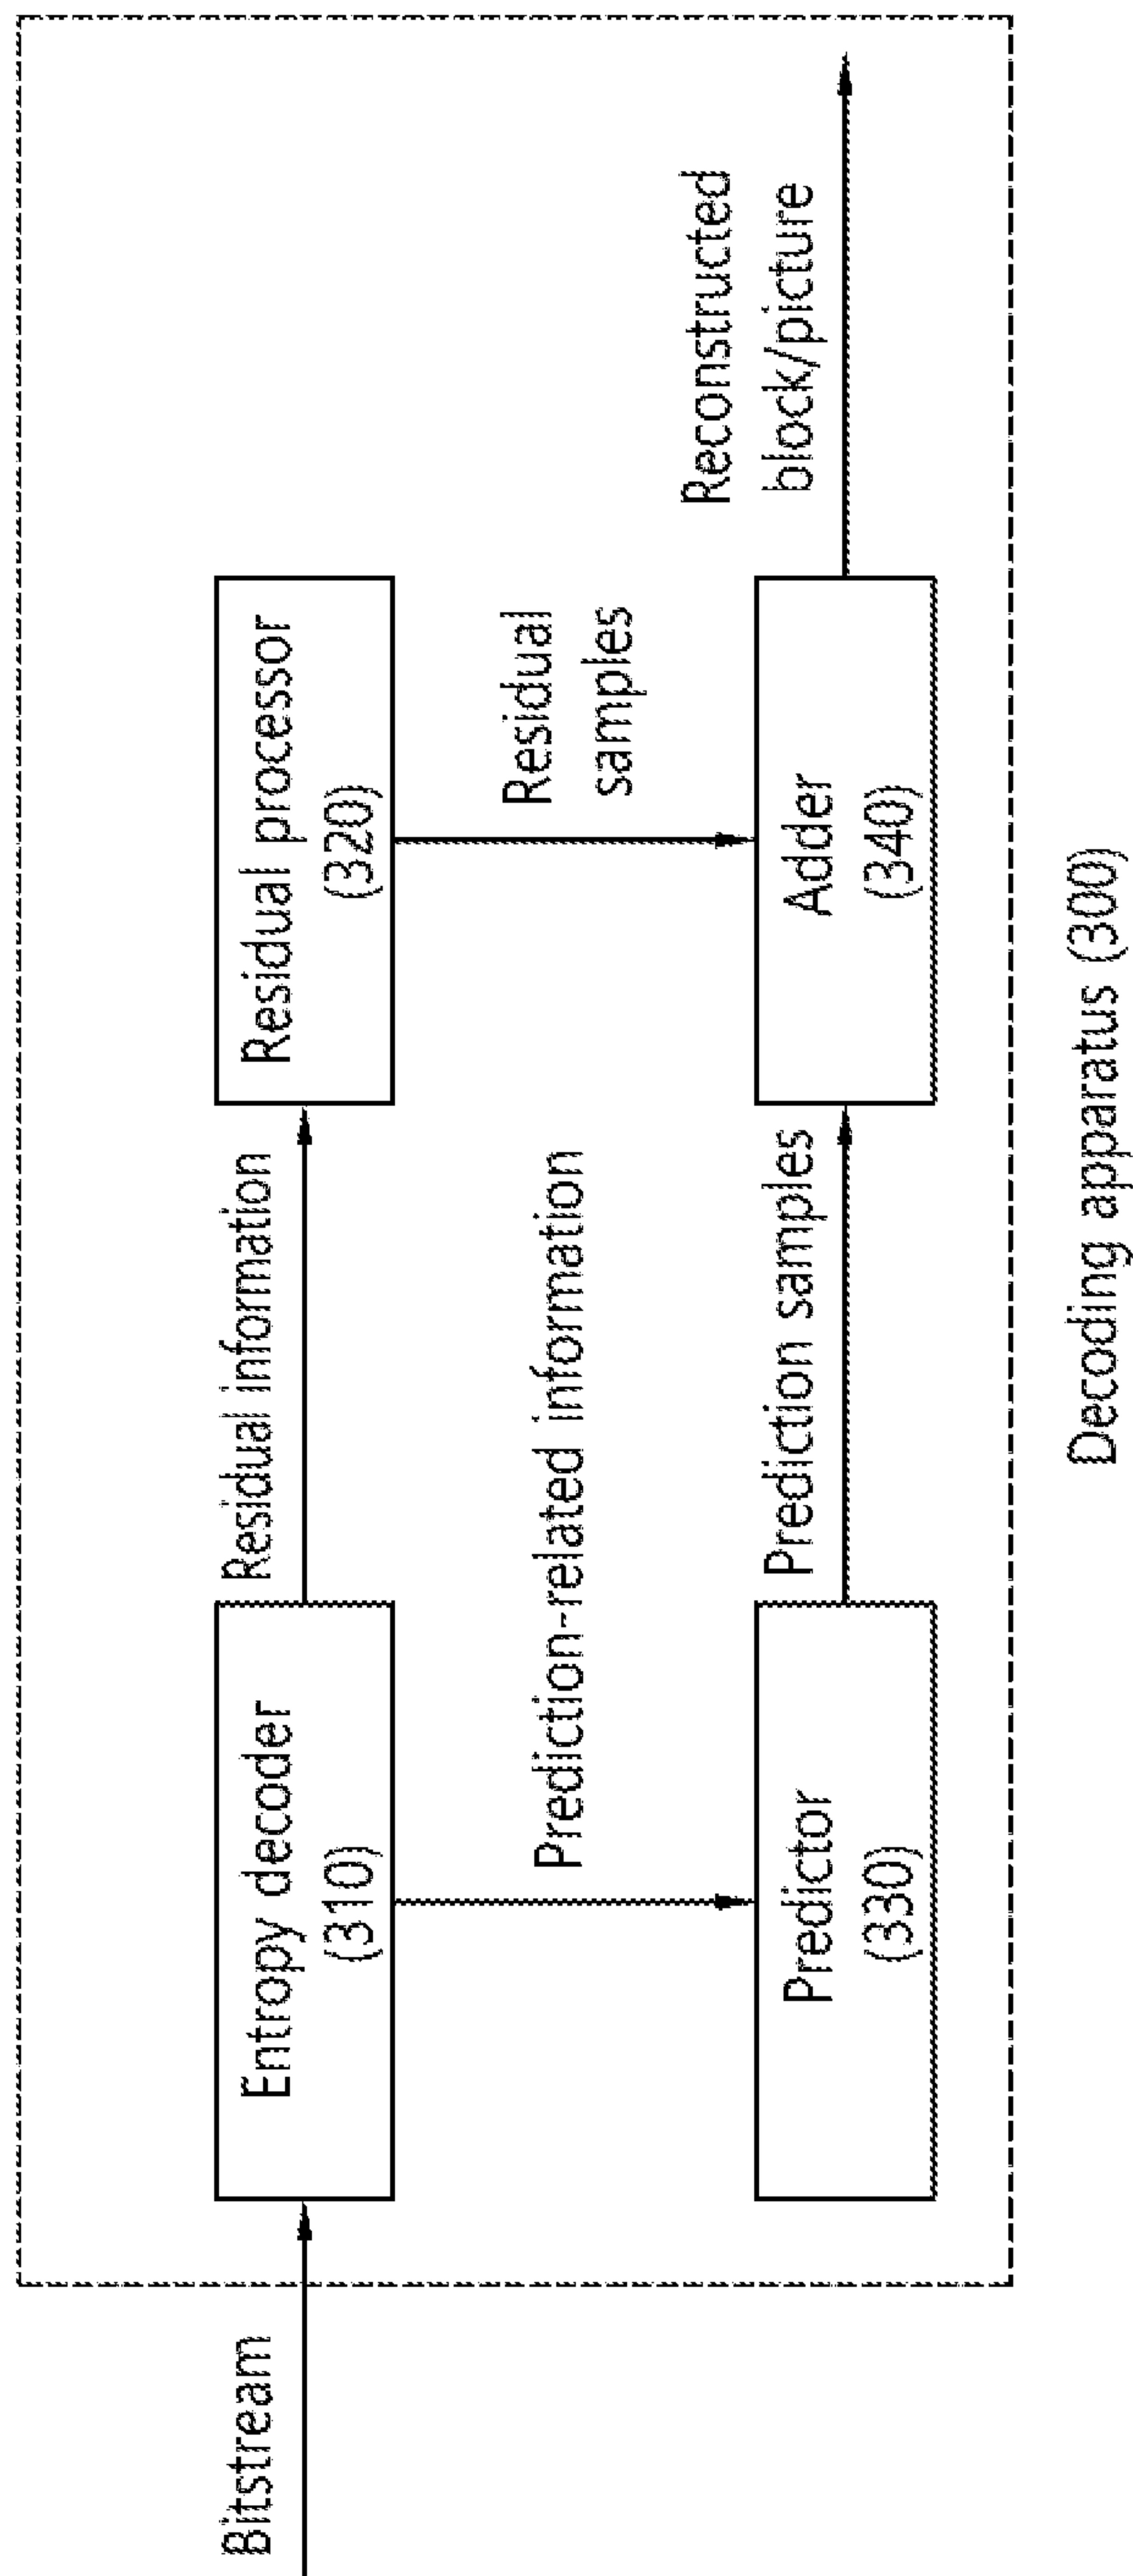 Bitstream
Entropy decoder
(310)
Residual information
Residual processor
(320)
Prediction-related information
Residual
samples
Predictor
(330)
Prediction samples
Adder
(340)
Reconstructed
block/picture
Decoding apparatus (300)